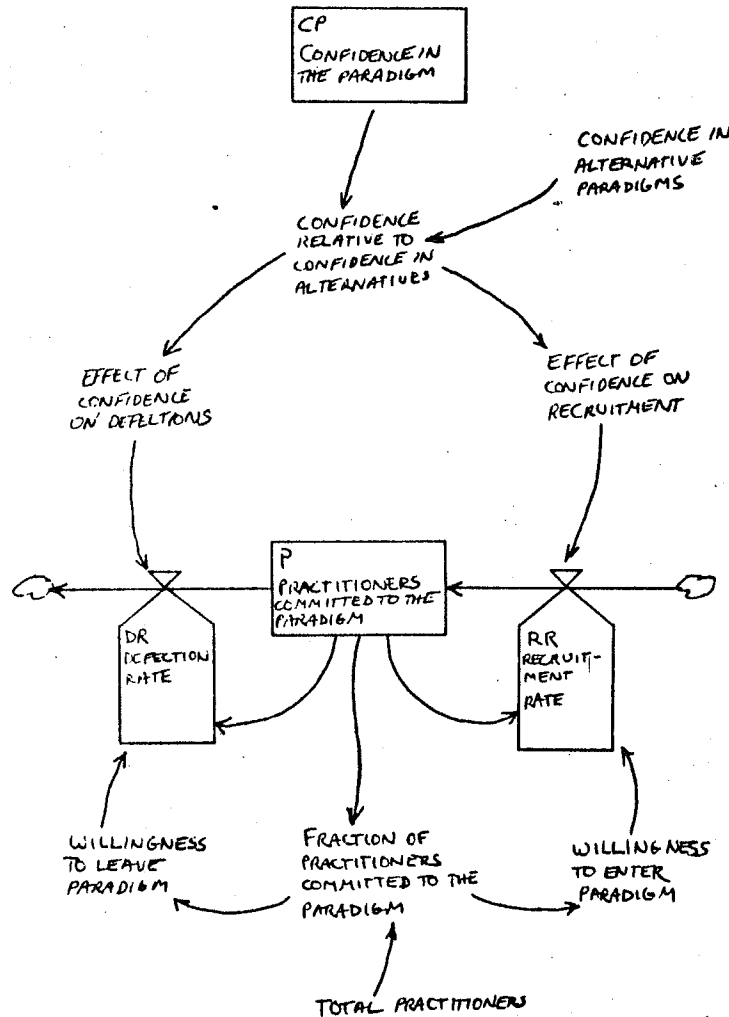 CP
CONFIDENCE IN
THE PARADIGM
CONFIDENCE IN
ALTERNATIVE
PARADIGMS
CONFIDENCE
RELATIVE TO
CONFIDENCE IN
ALTERNATIVES
EFFECT OF
CONFIDENCE
ON DEFECTIONS
EFFECT OF
CONFIDENCE ON
RECRUITMENT
P
PRACTITIONERS
COMMITTED TO THE
PARADIGM
DR
DEFECTION
RATE
RR
RECRUIT-
MENT
RATE
WILLINGNESS
TO LEAVE
PARADIGM
FRACTION OF
PRACTITIONERS
COMMITTED TO THE
PARADIGM
WILLINGNESS
TO ENTER
PARADIGM
TOTAL PRACTITIONERS